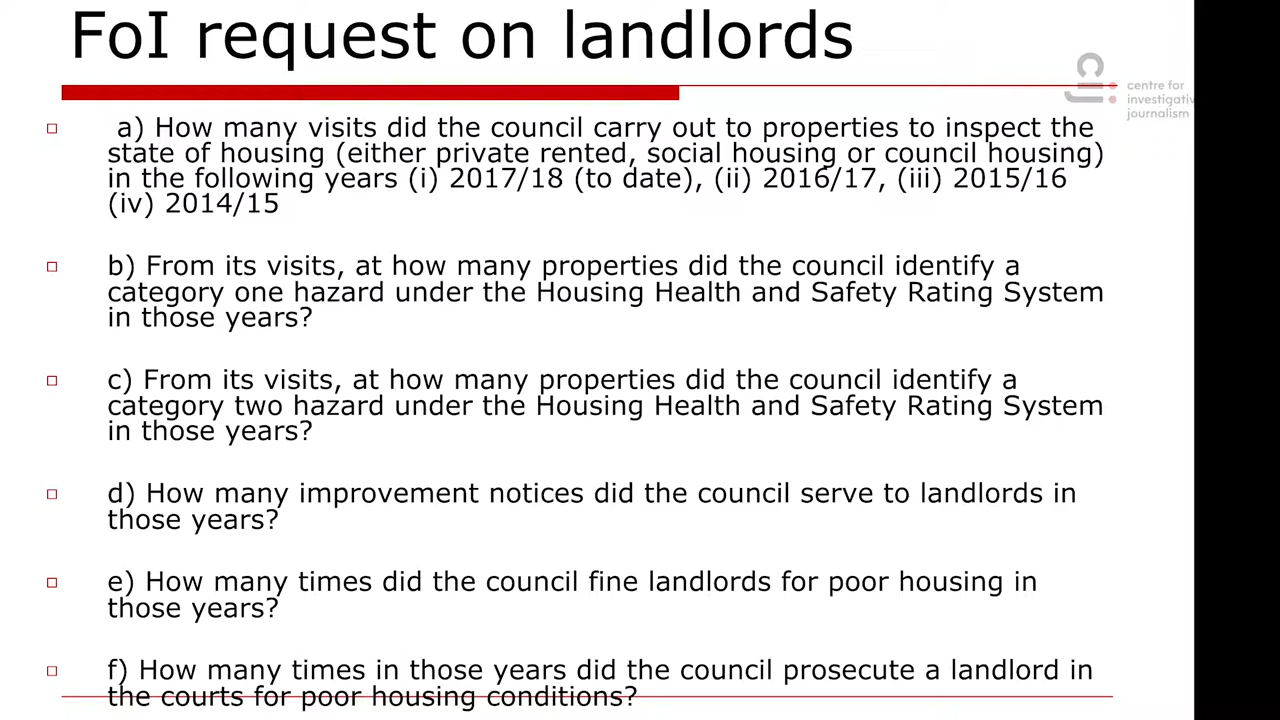 FoI request on landlords
centre for
investigativ
journalism
a) How many visits did the council carry out to properties to inspect the
state of housing (either private rented, social housing or council housing)
in the following years (i) 2017/18 (to date), (ii) 2016/17, (iii) 2015/16
(iv) 2014/15
b) From its visits, at how many properties did the council identify a
category one hazard under the Housing Health and Safety Rating System
in those years?
c) From its visits, at how many properties did the council identify a
category two hazard under the Housing Health and Safety Rating System
in those years?
d) How many improvement notices did the council serve to landlords in
those years?
e) How many times did the council fine landlords for poor housing in
those years?
f) How many times in those years did the council prosecute a landlord in
the courts for poor housing conditions?